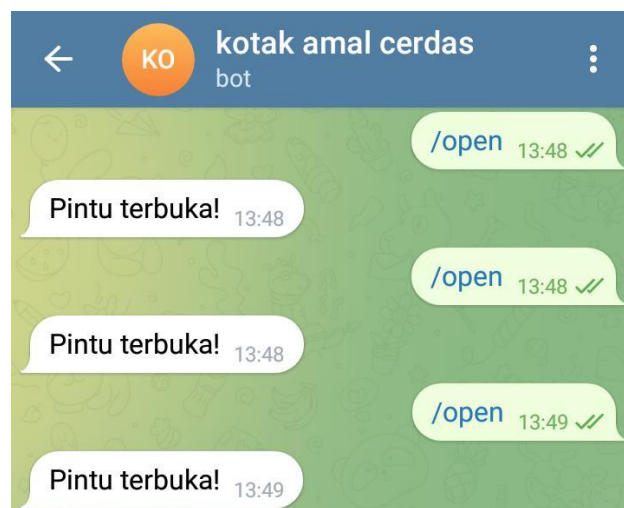 KO
kotak amal cerdas
bot
/open 13:48
Pintu terbuka! 13:48
/open 13:48
Pintu terbuka! 13:48
/open 13:49
Pintu terbuka! 13:49